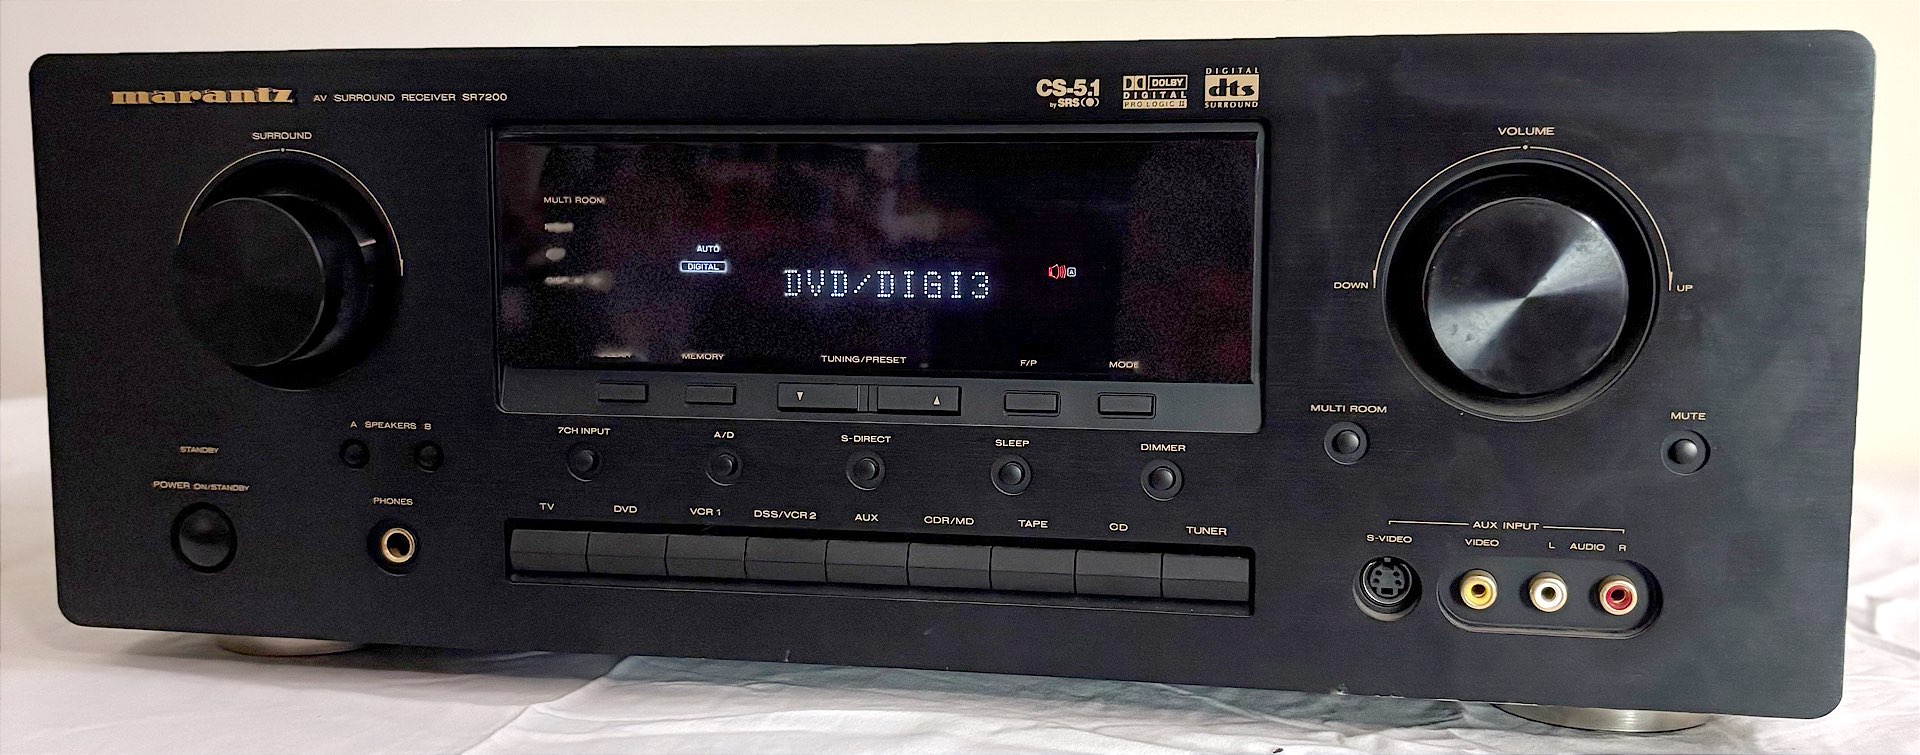 marantz AV SURROUND RECEIVER SR7200
CS-5.1
by SRS
DOLBY
DIGITAL
PRO LOGIC II
DIGITAL
dts
SURROUND
SURROUND
VOLUME
DOWN
UP
MULTI ROOM
AUTO
DIGITAL
DVD/DIGI3
A
MEMORY
TUNING/PRESET
F/P
MODE
▼
▲
A SPEAKERS B
STANDBY
POWER ON/STANDBY
PHONES
7CH INPUT
A/D
S-DIRECT
SLEEP
DIMMER
TV
DVD
VCR 1
DSS/VCR 2
AUX
CDR/MD
TAPE
CD
TUNER
MULTI ROOM
MUTE
AUX INPUT
S-VIDEO
VIDEO
L AUDIO R